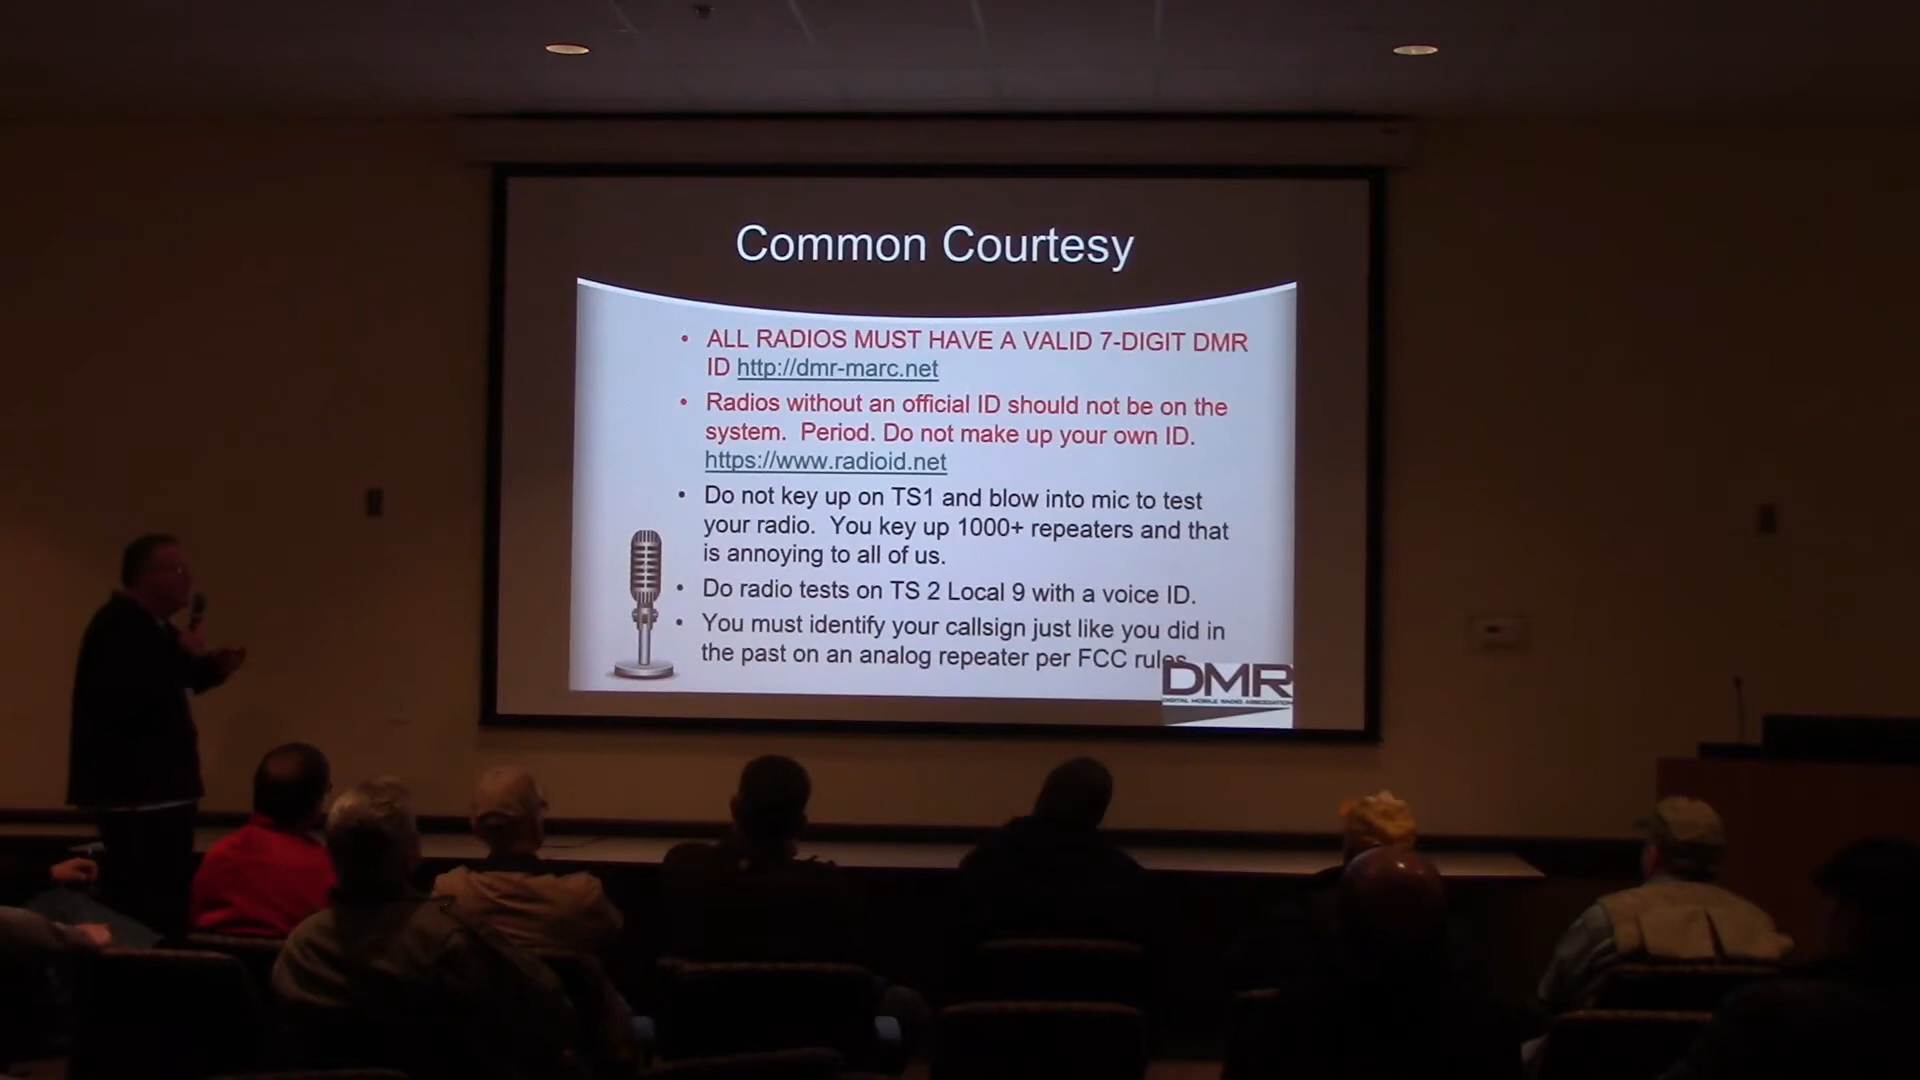 Common Courtesy
• ALL RADIOS MUST HAVE A VALID 7-DIGIT DMR
ID http://dmr-marc.net
• Radios without an official ID should not be on the
system. Period. Do not make up your own ID.
https://www.radioid.net
• Do not key up on TS1 and blow into mic to test
your radio. You key up 1000+ repeaters and that
is annoying to all of us.
• Do radio tests on TS 2 Local 9 with a voice ID.
• You must identify your callsign just like you did in
the past on an analog repeater per FCC rules
DMR
DIGITAL MOBILE RADIO ASSOCIATION